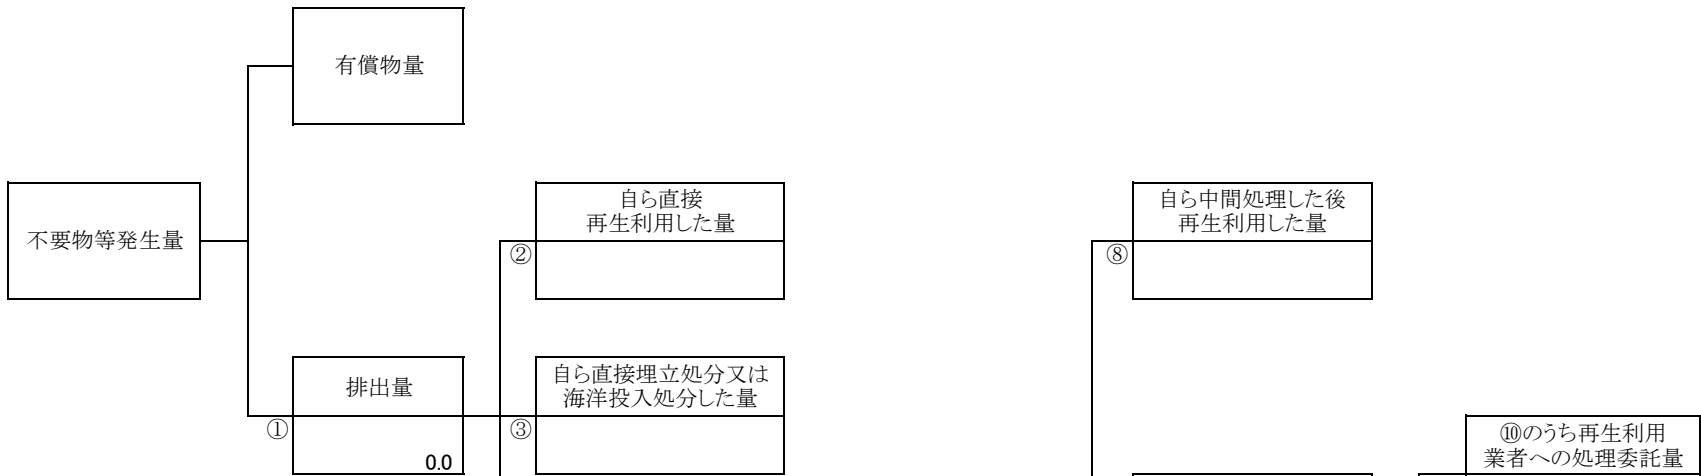 有償物量
不要物等発生量
自ら直接
再生利用した量
②
自ら中間処理した後
再生利用した量
⑧
排出量
①
0.0
自ら直接埋立処分又は
海洋投入処分した量
③
⑩のうち再生利用
業者への処理委託量